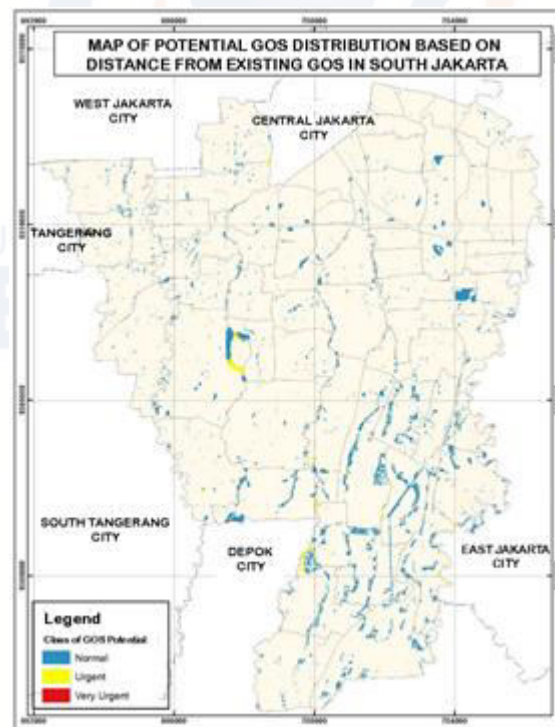 MAP OF POTENTIAL GOS DISTRIBUTION BASED ON
DISTANCE FROM EXISTING GOS IN SOUTH JAKARTA
WEST JAKARTA
CITY
CENTRAL JAKARTA
CITY
TANGERANG
CITY
SOUTH TANGERANG
CITY
DEPOK
CITY
EAST JAKARTA
CITY
Legend
Class of GOS Potential
Normal
Urgent
Very Urgent